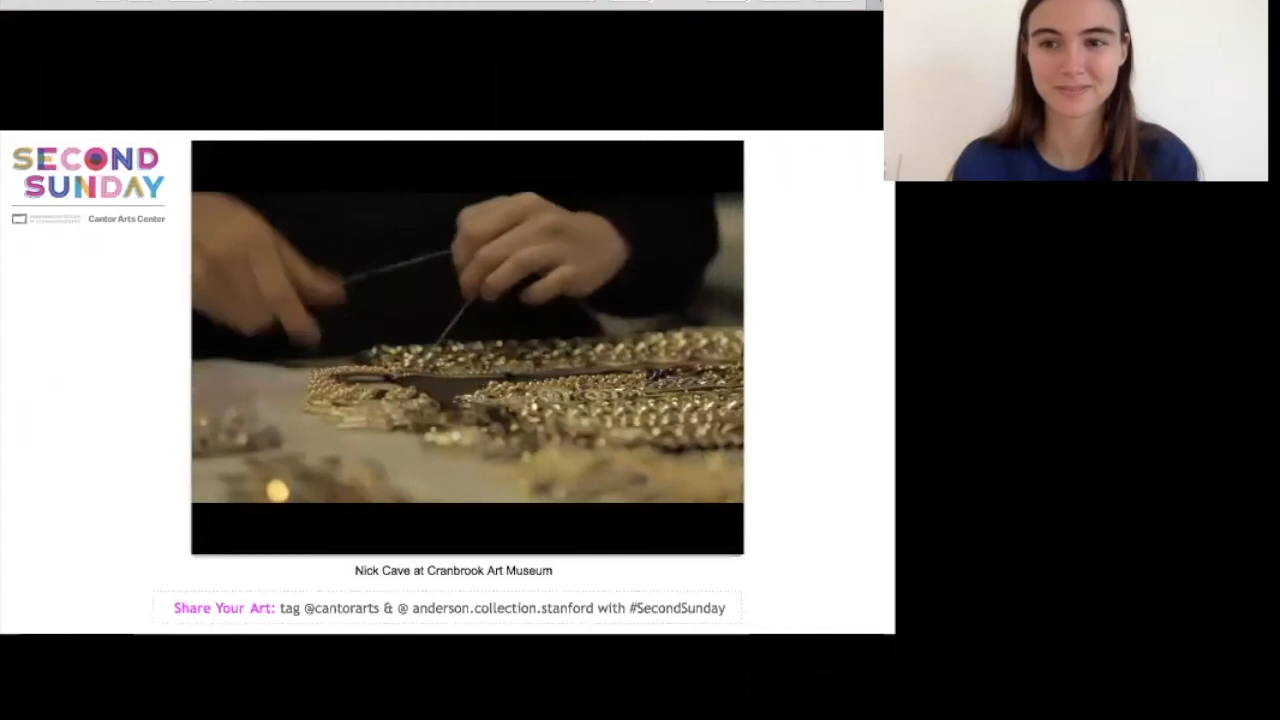 SECOND
SUNDAY
Cantor Arts Center
Nick Cave at Cranbrook Art Museum
Share Your Art: tag @cantorarts & @ anderson.collection.stanford with #SecondSunday